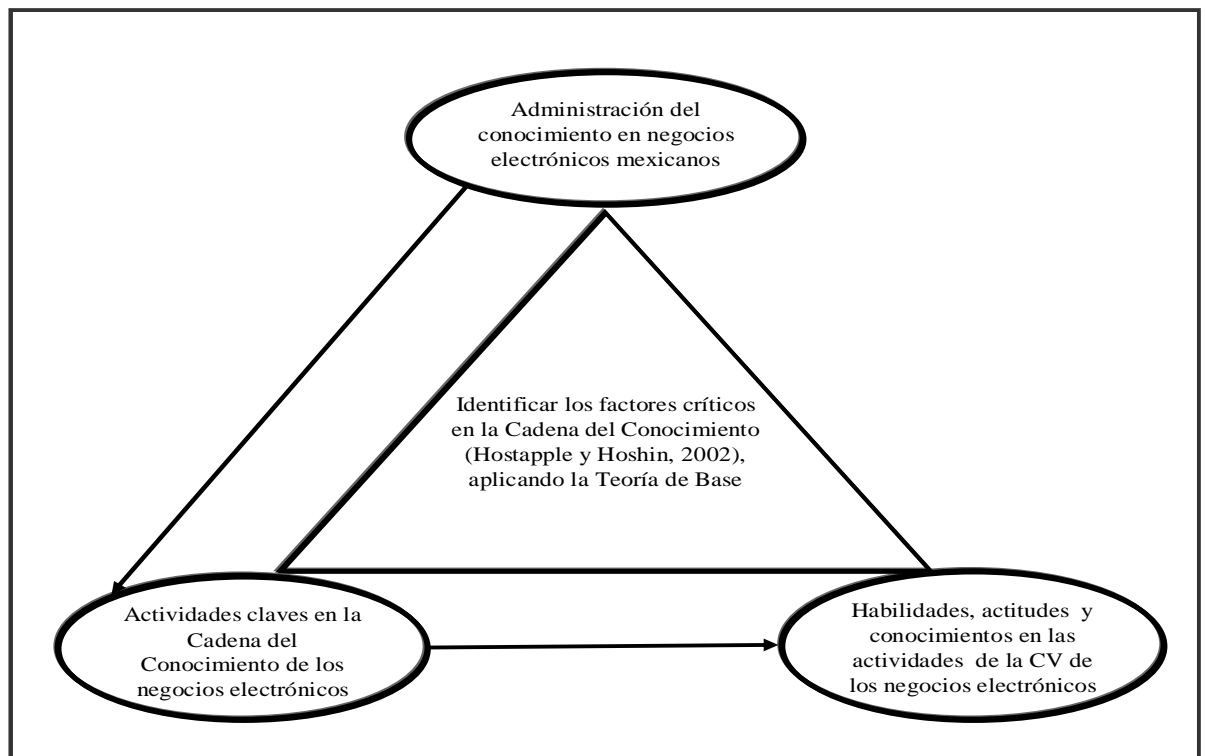 Administración del
conocimiento en negocios
electrónicos mexicanos
Identificar los factores críticos
en la Cadena del Conocimiento
(Hostapple y Hoshin, 2002),
aplicando la Teoría de Base
Actividades claves en la
Cadena del
Conocimiento de los
negocios electrónicos
Habilidades, actitudes y
conocimientos en las
actividades de la CV de
los negocios electrónicos